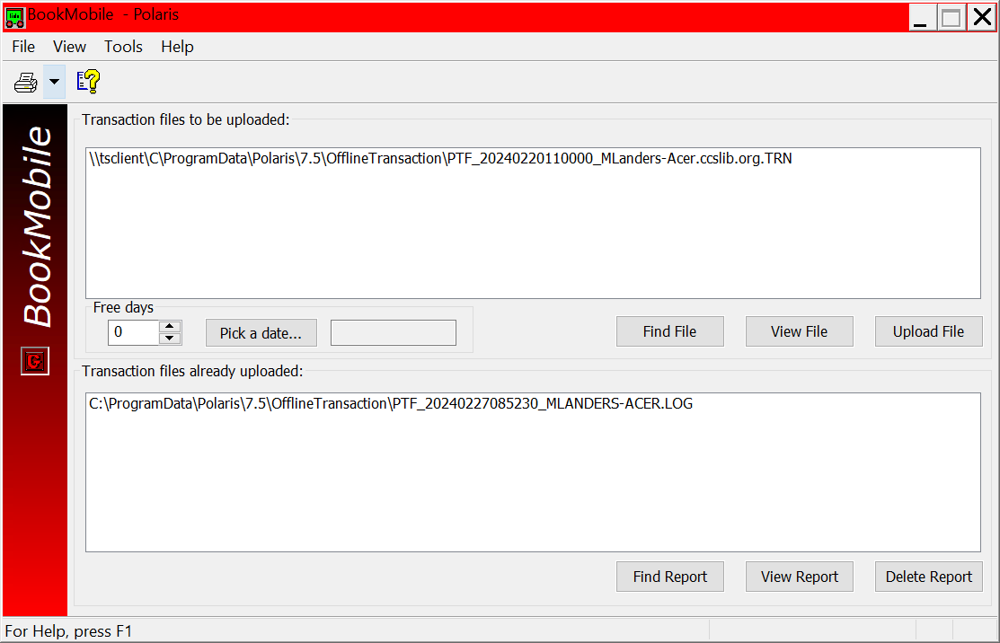 BookMobile - Polaris
File View Tools Help
BookMobile
G
Transaction files to be uploaded:
\\tsclient\C\ProgramData\Polaris\7.5\OfflineTransaction\PTF_20240220110000_MLanders-Acer.ccslib.org.TRN
Free days
0 Pick a date... Find File View File Upload File
Transaction files already uploaded:
C:\ProgramData\Polaris\7.5\OfflineTransaction\PTF_20240227085230_MLANDERS-ACER.LOG
Find Report View Report Delete Report
For Help, press F1